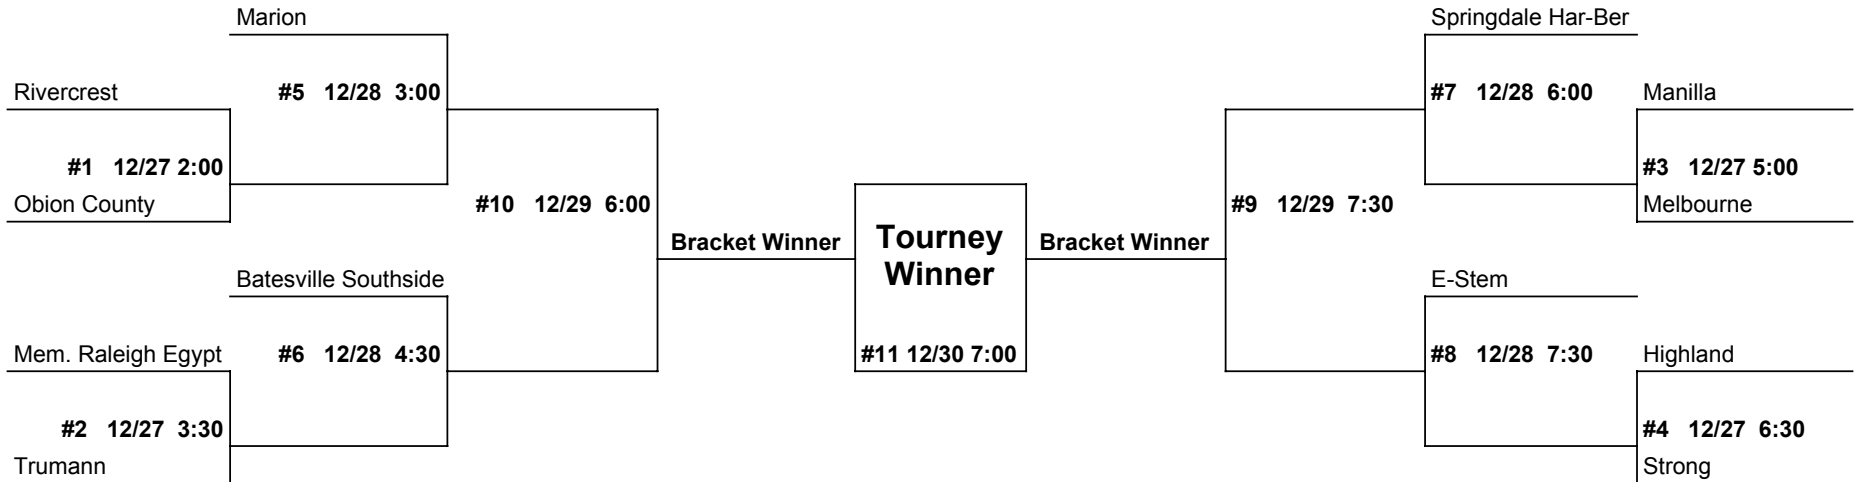 Marion
Springdale Har-Ber
Rivercrest
#5 12/28 3:00
#7 12/28 6:00
Manilla
#1 12/27 2:00
#3 12/27 5:00
Obion County
#10 12/29 6:00
#9 12/29 7:30
Melbourne
Bracket Winner
Tourney
Winner
Bracket Winner
Batesville Southside
E-Stem
Mem. Raleigh Egypt
#6 12/28 4:30
#11 12/30 7:00
#8 12/28 7:30
Highland
#2 12/27 3:30
#4 12/27 6:30
Trumann
Strong